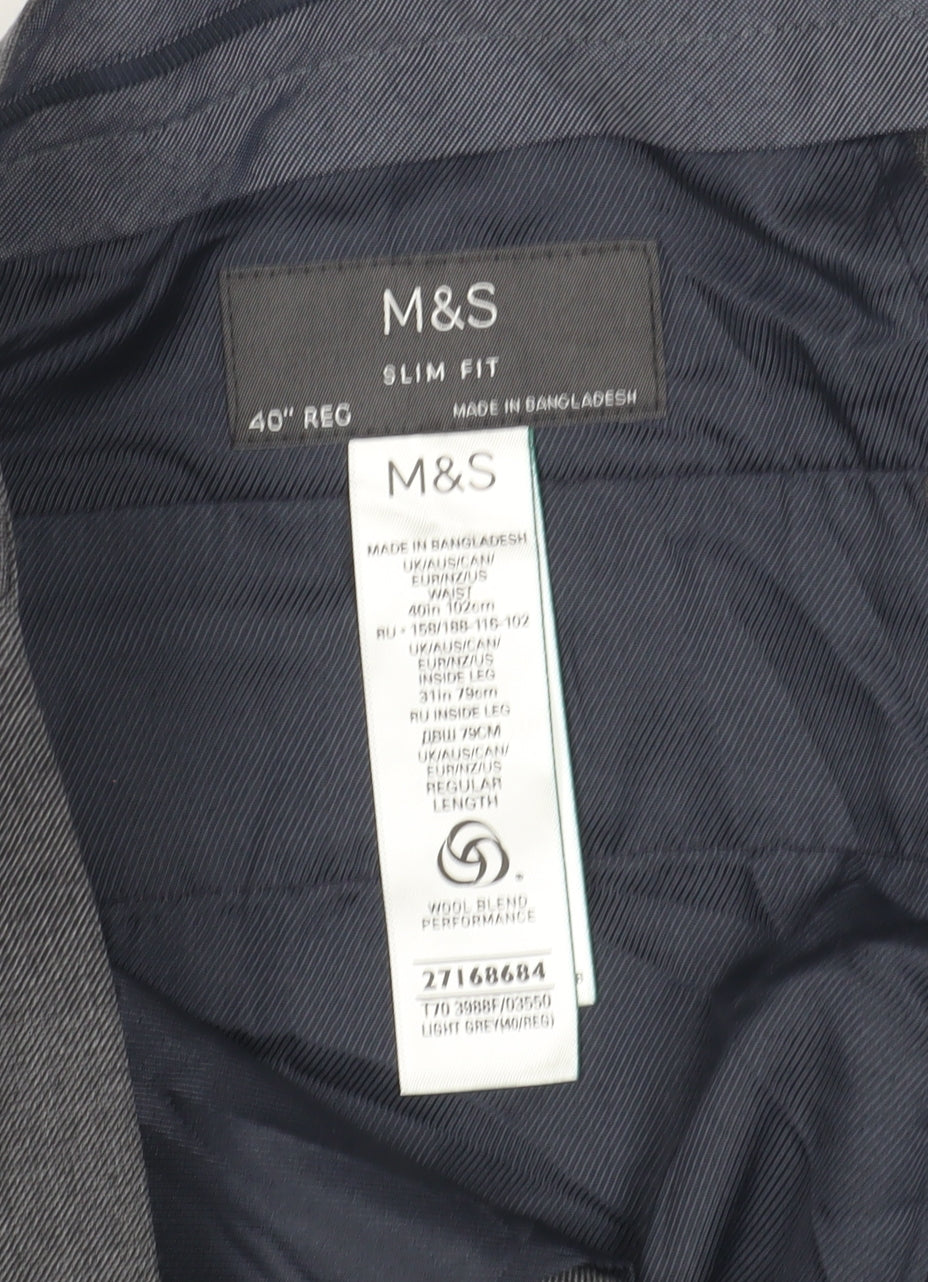 M&S
SLIM FIT
40" REG
MADE IN BANGLADESH
M&S
MADE IN BANGLADESH
UK/AUS/CAN/
EUR/NZ/US
WAIST
40in 102cm
RU - 158/188-116-102
UK/AUS/CAN/
EUR/NZ/US
INSIDE LEG
31in 79cm
RU INSIDE LEG
ДВШ 79СМ
UK/AUS/CAN/
EUR/NZ/US
REGULAR
LENGTH
WOOL BLEND
PERFORMANCE
27168684
T70 3988F/03550
LIGHT GREY(40/REG)